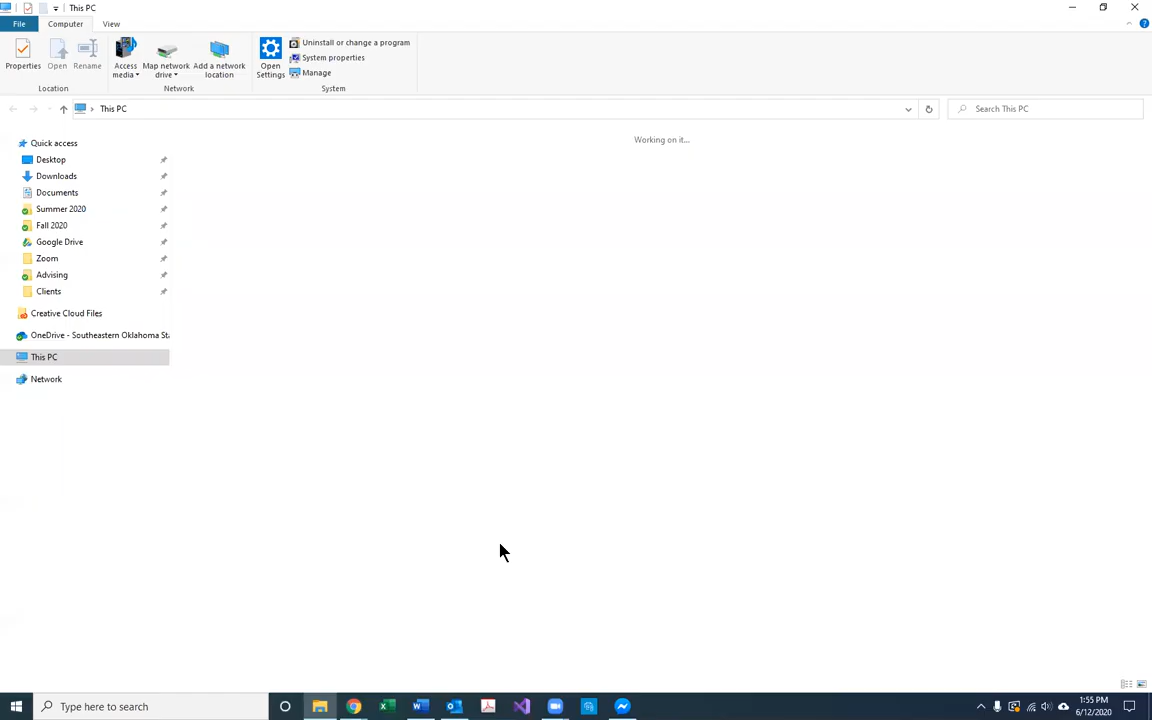 This PC
File Computer View
Properties Open Rename Access media Map network drive Add a network location Open Settings Uninstall or change a program
System properties
Manage
Location Network System
This PC Search This PC
Working on it...
Quick access
Desktop
Downloads
Documents
Summer 2020
Fall 2020
Google Drive
Zoom
Advising
Clients
Creative Cloud Files
OneDrive - Southeastern Oklahoma Sta
This PC
Network
Type here to search
1:55 PM
6/12/2020